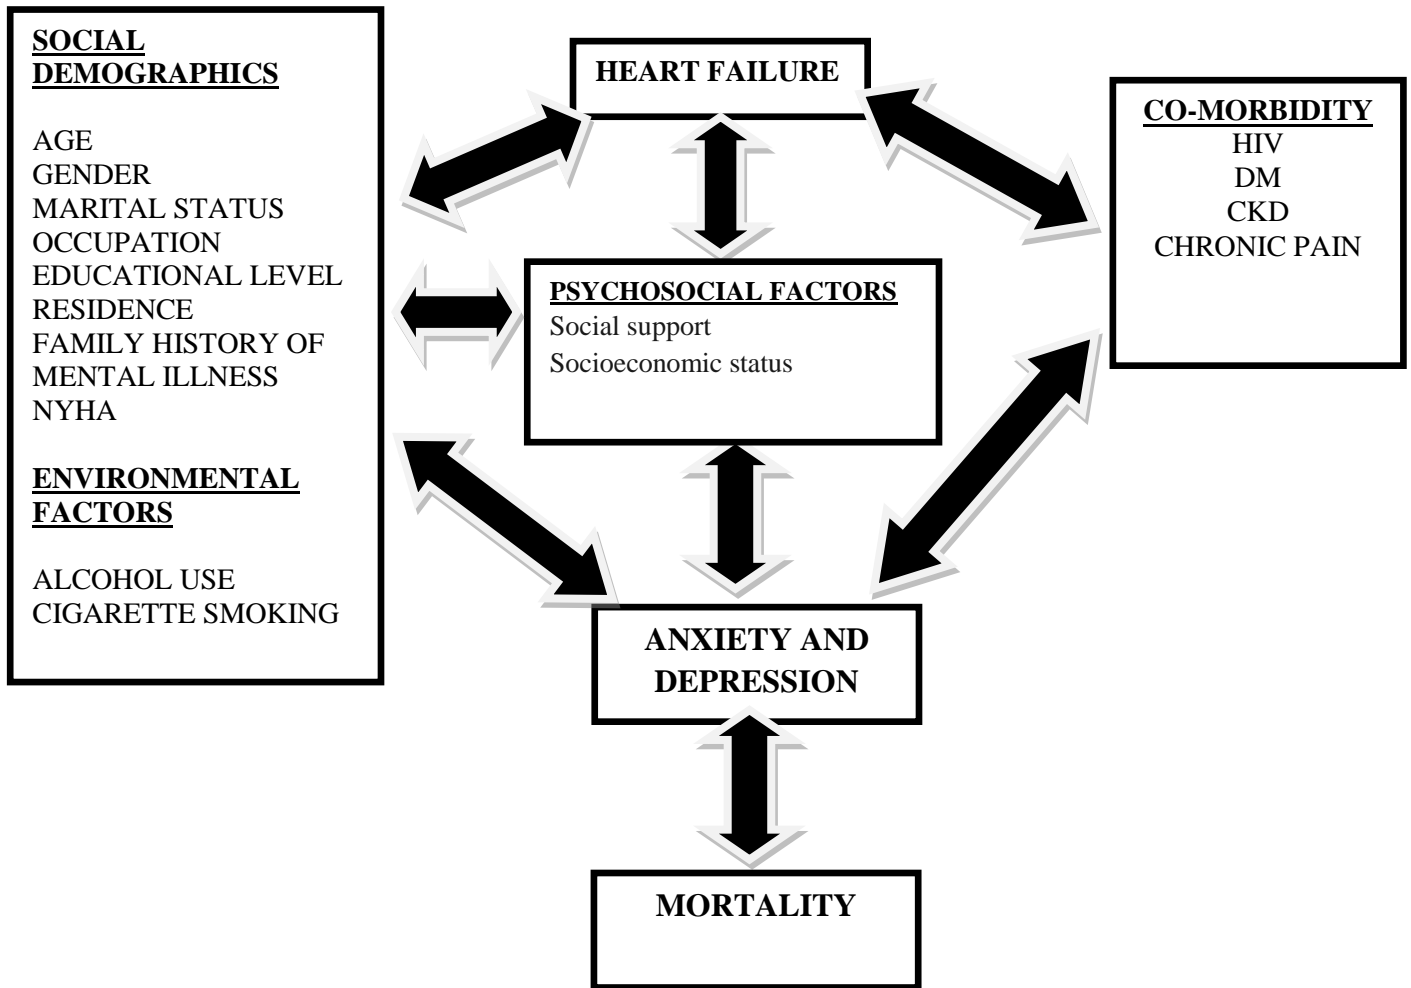 SOCIAL
DEMOGRAPHICS
AGE
GENDER
MARITAL STATUS
OCCUPATION
EDUCATIONAL LEVEL
RESIDENCE
FAMILY HISTORY OF
MENTAL ILLNESS
NYHA
ENVIRONMENTAL
FACTORS
ALCOHOL USE
CIGARETTE SMOKING
HEART FAILURE
PSYCHOSOCIAL FACTORS
Social support
Socioeconomic status
CO-MORBIDITY
HIV
DM
CKD
CHRONIC PAIN
ANXIETY AND
DEPRESSION
MORTALITY